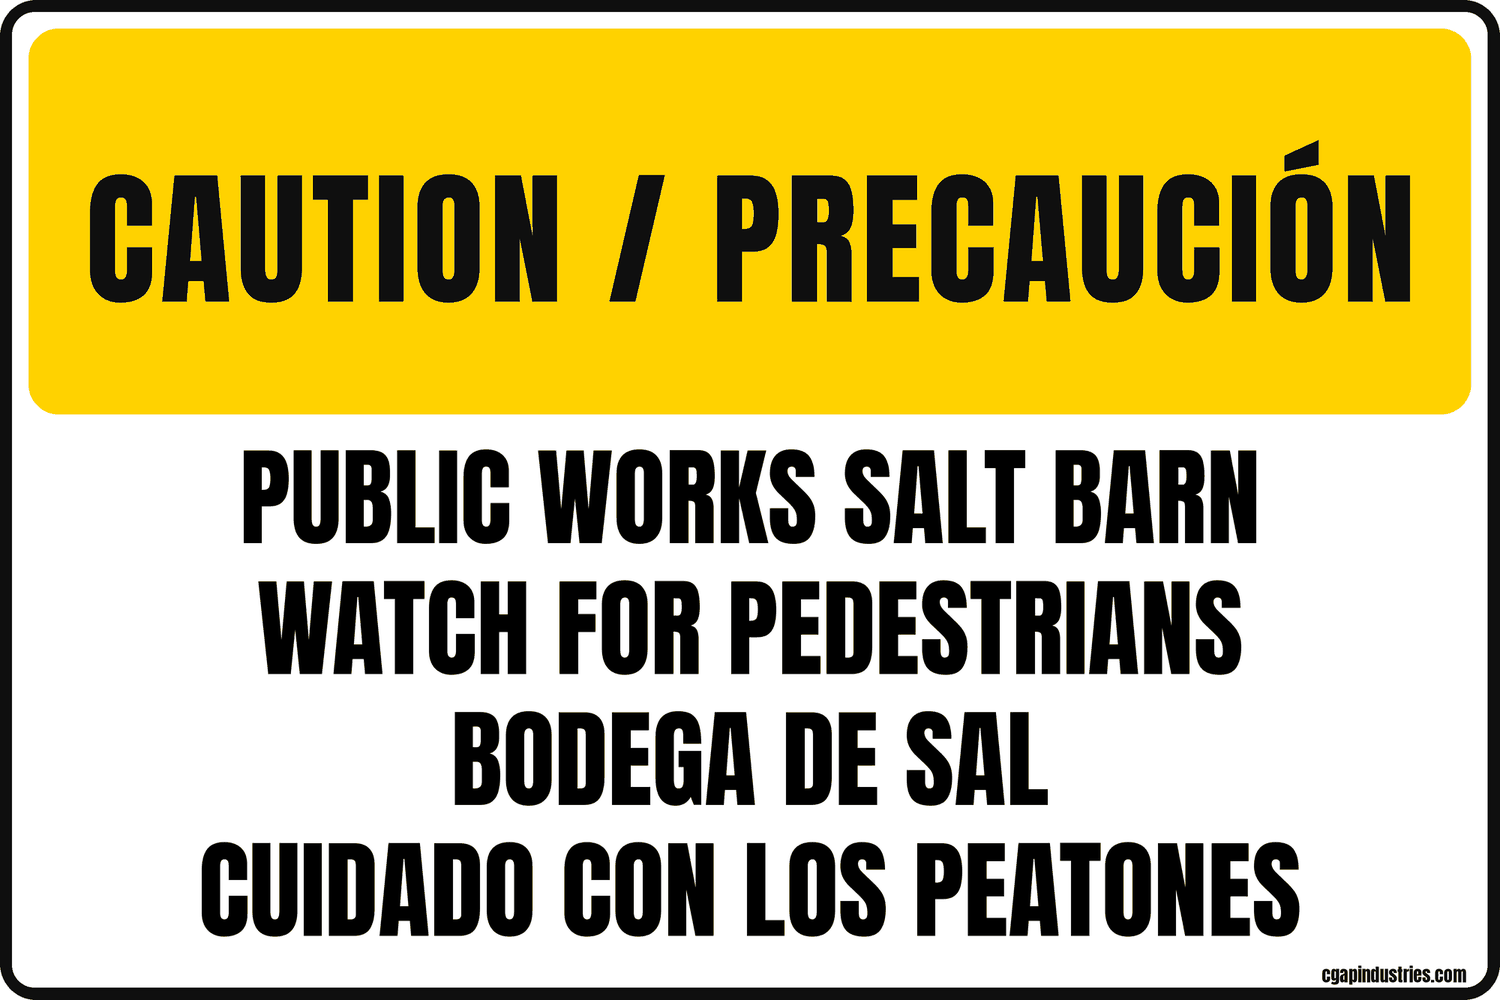 CAUTION / PRECAUCIÓN
PUBLIC WORKS SALT BARN
WATCH FOR PEDESTRIANS
BODEGA DE SAL
CUIDADO CON LOS PEATONES
cgapindustries.com